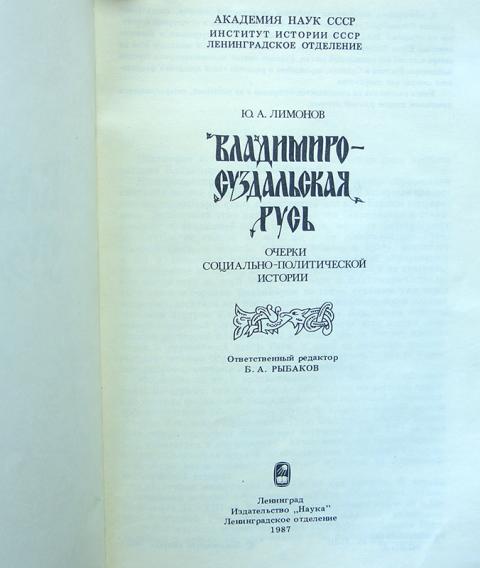 АКАДЕМИЯ НАУК СССР
ИНСТИТУТ ИСТОРИИ СССР
ЛЕНИНГРАДСКОЕ ОТДЕЛЕНИЕ
Ю. А. ЛИМОНОВ
ВЛАДИМИРО-
СУЗДАЛЬСКАЯ
РУСЬ
ОЧЕРКИ
СОЦИАЛЬНО-ПОЛИТИЧЕСКОЙ
ИСТОРИИ
Ответственный редактор
Б. А. РЫБАКОВ
Ленинград
Издательство „Наука"
Ленинградское отделение
1987